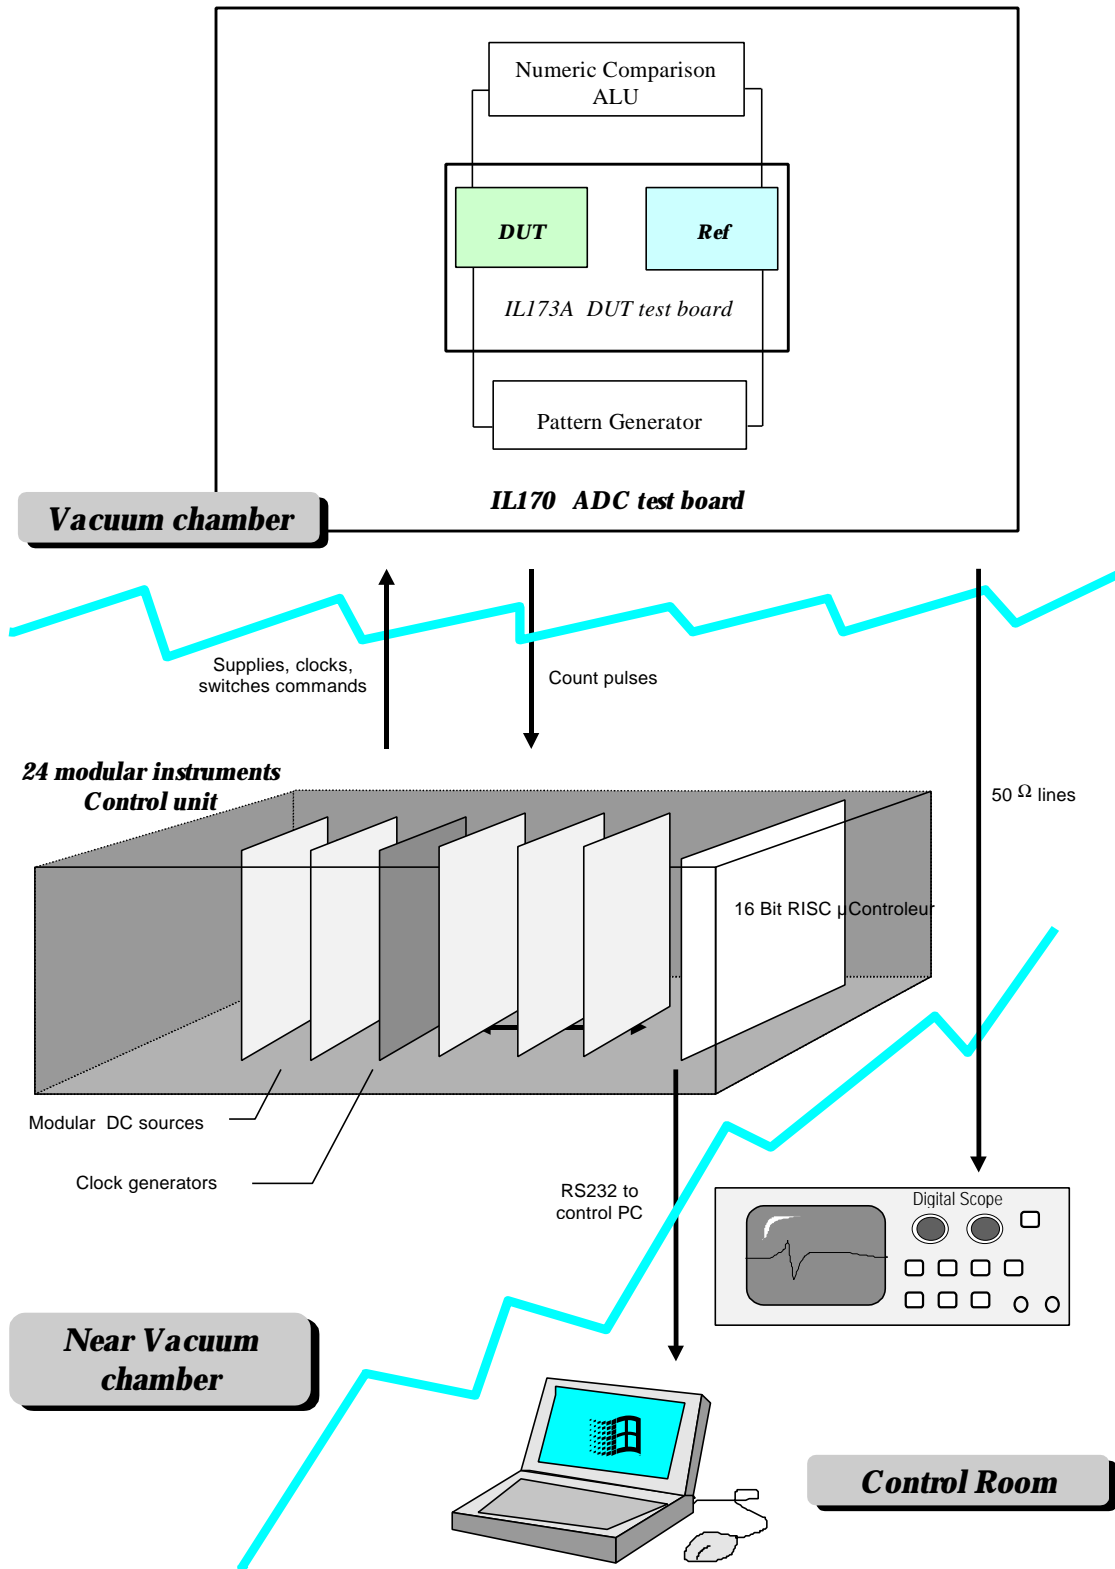 Numeric Comparison
ALU
DUT
Ref
IL173A DUT test board
Pattern Generator
IL170 ADC test board
Vacuum chamber
Supplies, clocks,
switches commands
Count pulses
24 modular instruments
Control unit
50 Ω lines
16 Bit RISC µControleur
Modular DC sources
Clock generators
RS232 to
control PC
Digital Scope
Near Vacuum
chamber
Control Room